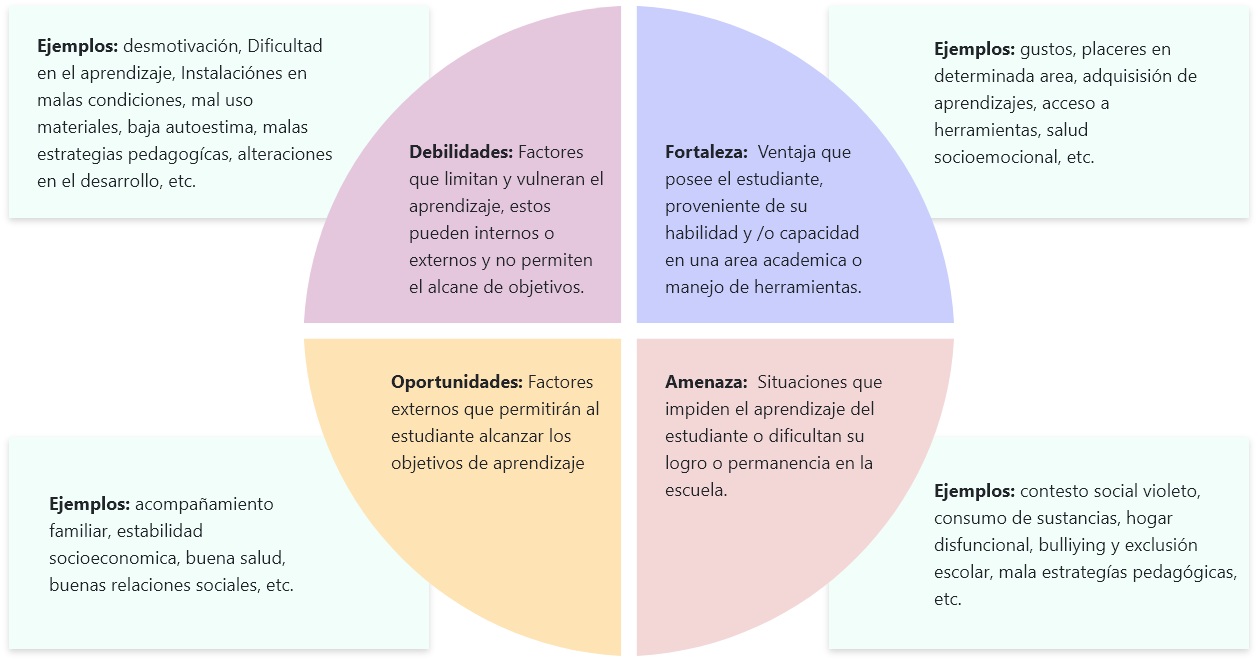 Ejemplos: desmotivación, Dificultad
en el aprendizaje, Instalaciónes en
malas condiciones, mal uso
materiales, baja autoestima, malas
estrategias pedagogícas, alteraciones
en el desarrollo, etc.
Debilidades: Factores
que limitan y vulneran el
aprendizaje, estos
pueden internos o
externos y no permiten
el alcane de objetivos.
Fortaleza: Ventaja que
posee el estudiante,
proveniente de su
habilidad y /o capacidad
en una area academica o
manejo de herramientas.
Ejemplos: gustos, placeres en
determinada area, adquisisión de
aprendizajes, acceso a
herramientas, salud
socioemocional, etc.
Ejemplos: acompañamiento
familiar, estabilidad
socioeconomica, buena salud,
buenas relaciones sociales, etc.
Oportunidades: Factores
externos que permitirán al
estudiante alcanzar los
objetivos de aprendizaje
Amenaza: Situaciones que
impiden el aprendizaje del
estudiante o dificultan su
logro o permanencia en la
escuela.
Ejemplos: contesto social violeto,
consumo de sustancias, hogar
disfuncional, bulliying y exclusión
escolar, mala estrategías pedagógicas,
etc.